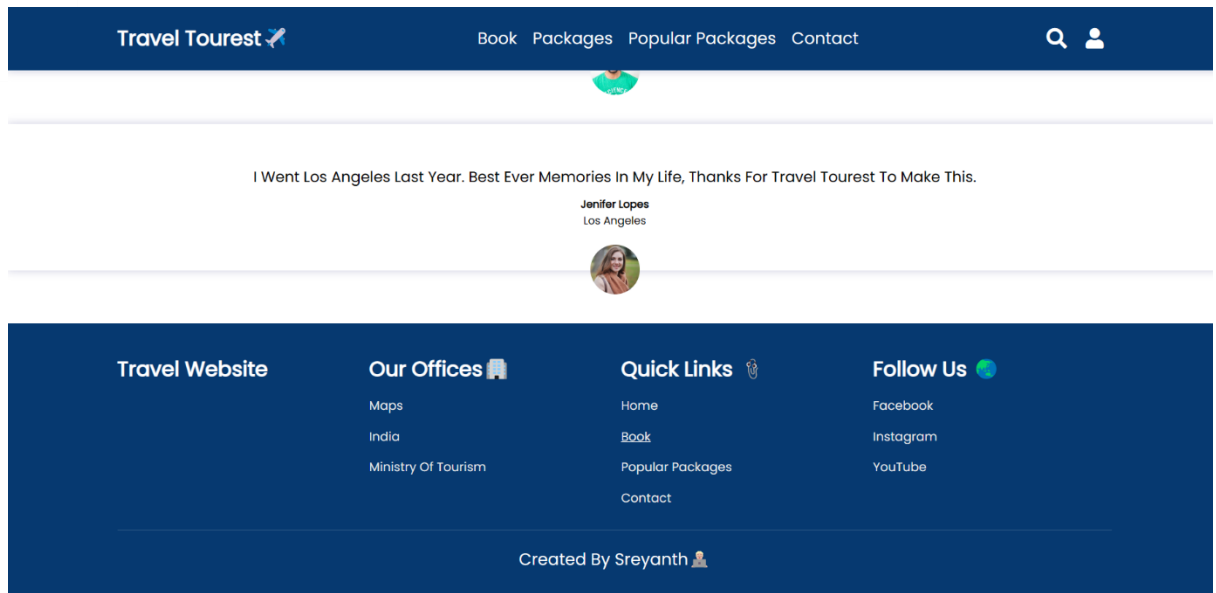 Travel Tourest
Book Packages Popular Packages Contact
I Went Los Angeles Last Year. Best Ever Memories In My Life, Thanks For Travel Tourest To Make This.
Jenifer Lopes
Los Angeles
Travel Website
Our Offices
Maps
India
Ministry Of Tourism
Quick Links
Home
Book
Popular Packages
Contact
Follow Us
Facebook
Instagram
YouTube
Created By Sreyanth